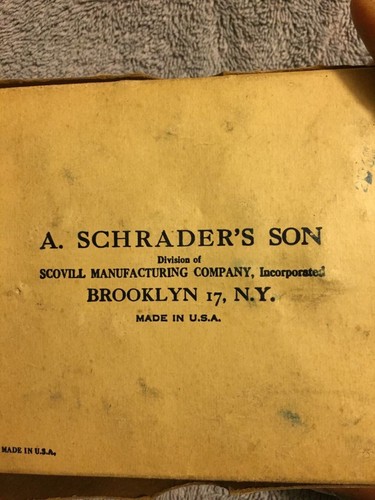 A. SCHRADER'S SON
Division of
SCOVILL MANUFACTURING COMPANY, Incorporated
BROOKLYN 17, N.Y.
MADE IN U.S.A.
MADE IN U.S.A.